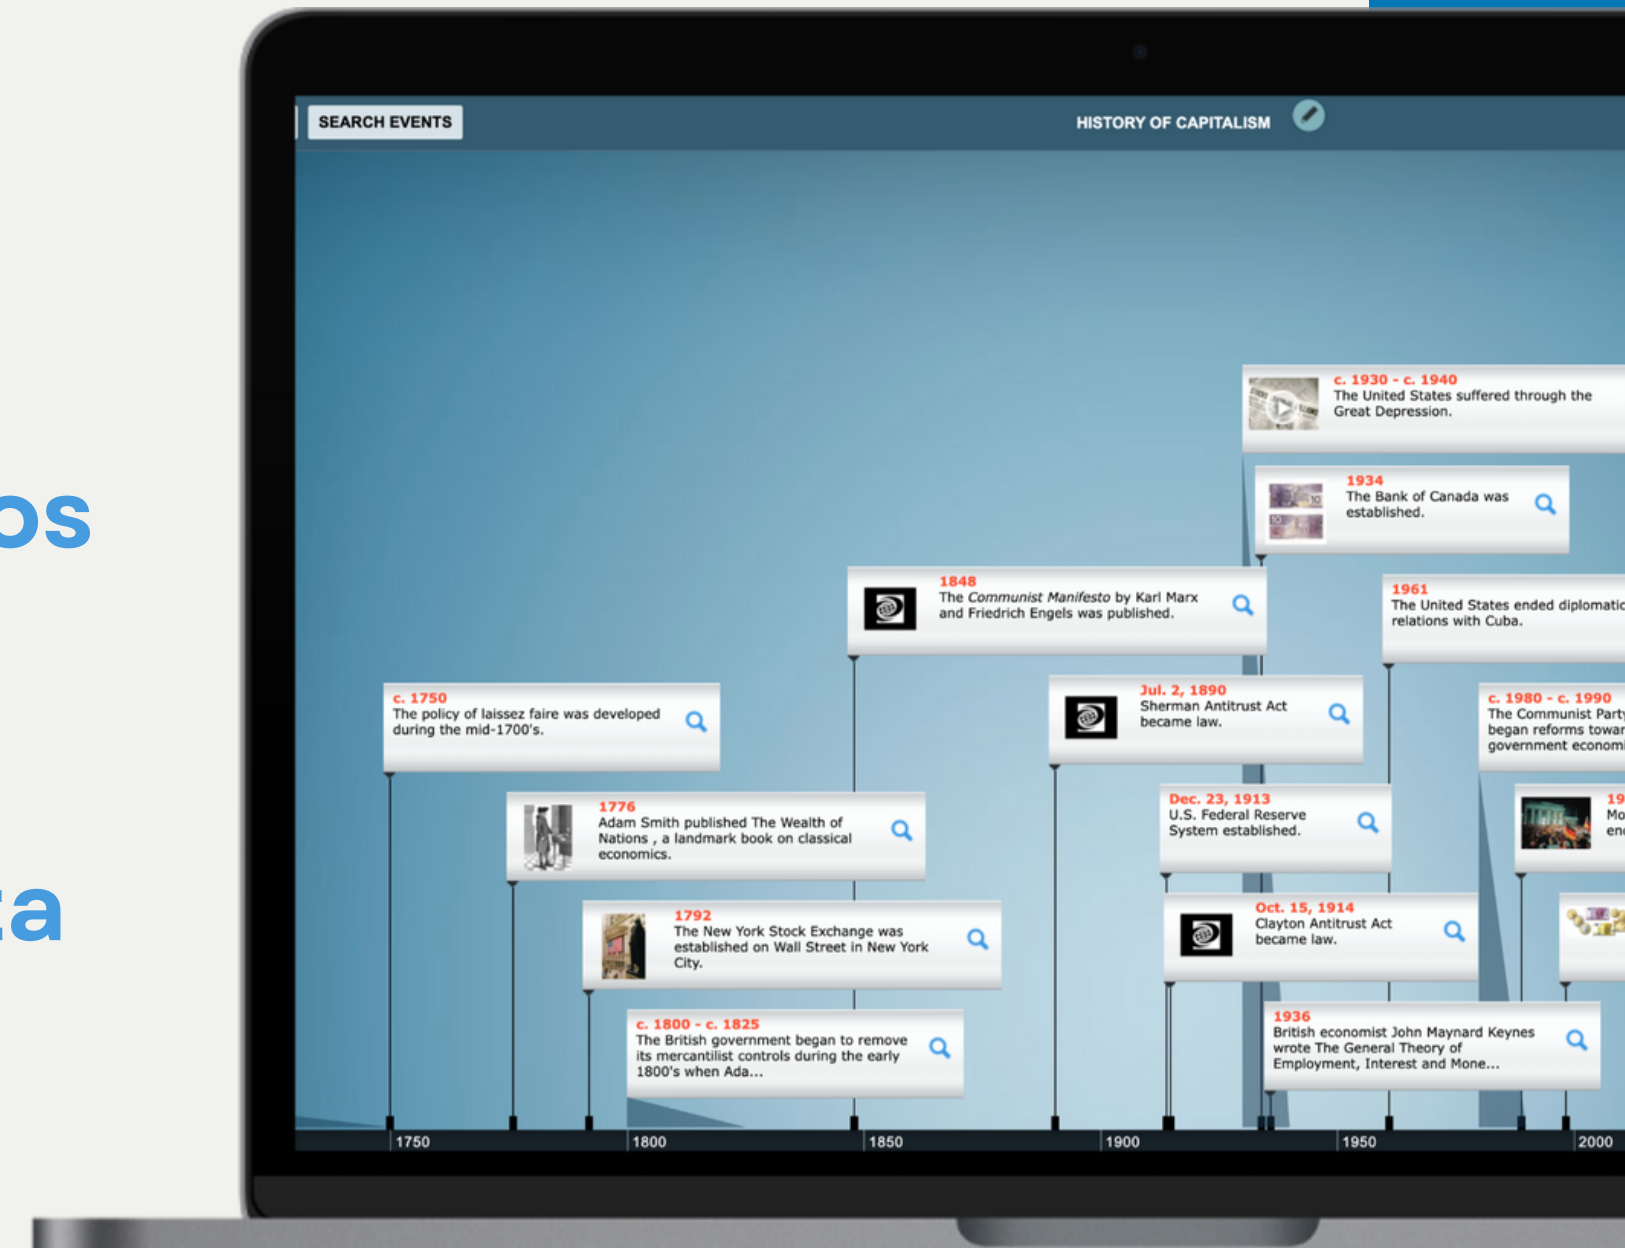 os
ta
SEARCH EVENTS
HISTORY OF CAPITALISM
c. 1930 - c. 1940
The United States suffered through the
Great Depression.
1934
The Bank of Canada was
established.
1848
The Communist Manifesto by Karl Marx
and Friedrich Engels was published.
1961
The United States ended diplomatic
relations with Cuba.
c. 1750
The policy of laissez faire was developed
during the mid-1700's.
Jul. 2, 1890
Sherman Antitrust Act
became law.
c. 1980 - c. 1990
The Communist Party
began reforms
government
1776
Adam Smith published The Wealth of
Nations , a landmark book on classical
economics.
Dec. 23, 1913
U.S. Federal Reserve
System established.
19
Mo
1792
The New York Stock Exchange was
established on Wall Street in New York
City.
Oct. 15, 1914
Clayton Antitrust Act
became law.
c. 1800 - c. 1825
The British government began to remove
its mercantilist controls during the early
1800's when Ada...
1936
British economist John Maynard Keynes
wrote The General Theory of
Employment, Interest and Mone...
1750
1800
1850
1900
1950
2000